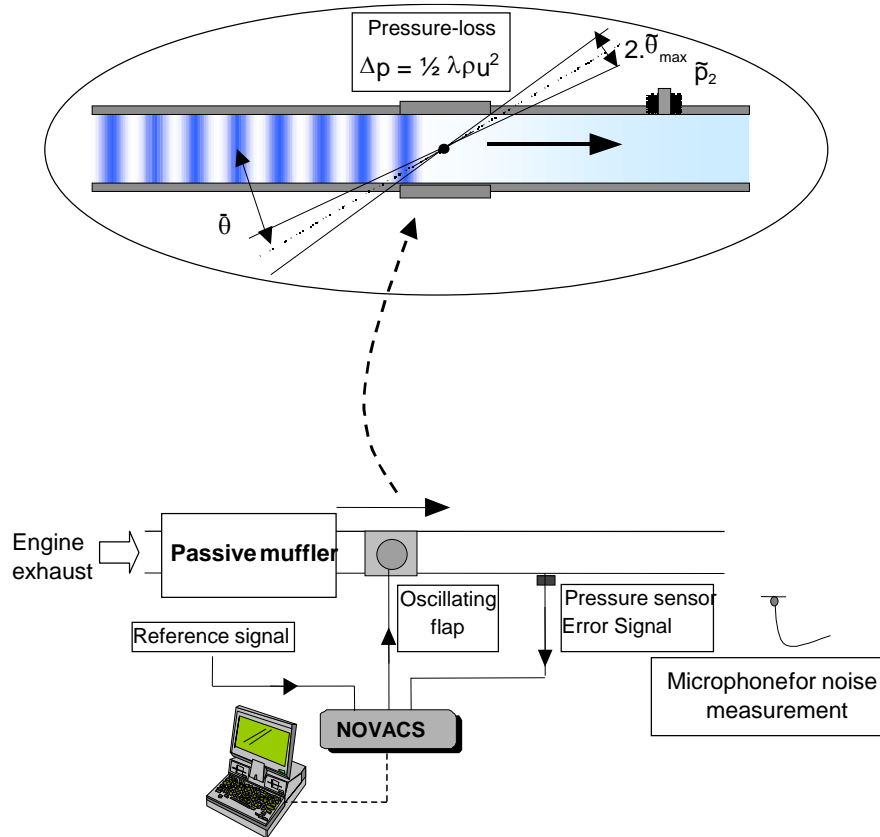 Pressure-loss
Δp = ½ λρu²
2.θ̃max
p̃₂
θ̄
Engine
exhaust
Passive muffler
Oscillating
flap
Pressure sensor
Error Signal
Reference signal
Microphonefor noise
measurement
NOVACS